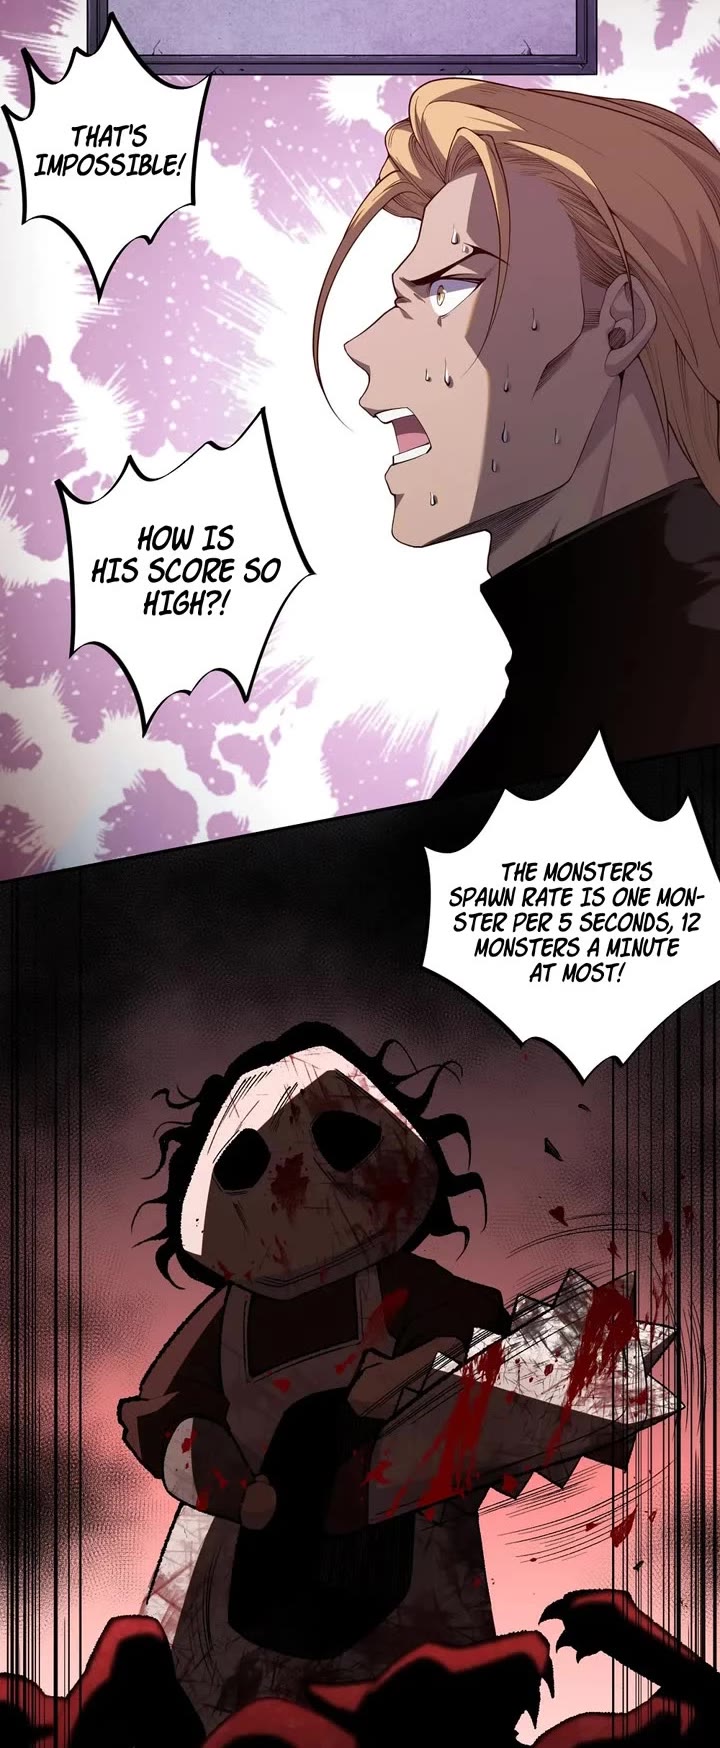 THAT'S
IMPOSSIBLE!
HOW IS
HIS SCORE SO
HIGH?!
THE MONSTER'S
SPAWN RATE IS ONE MON-
STER PER 5 SECONDS, 12
MONSTERS A MINUTE
AT MOST!